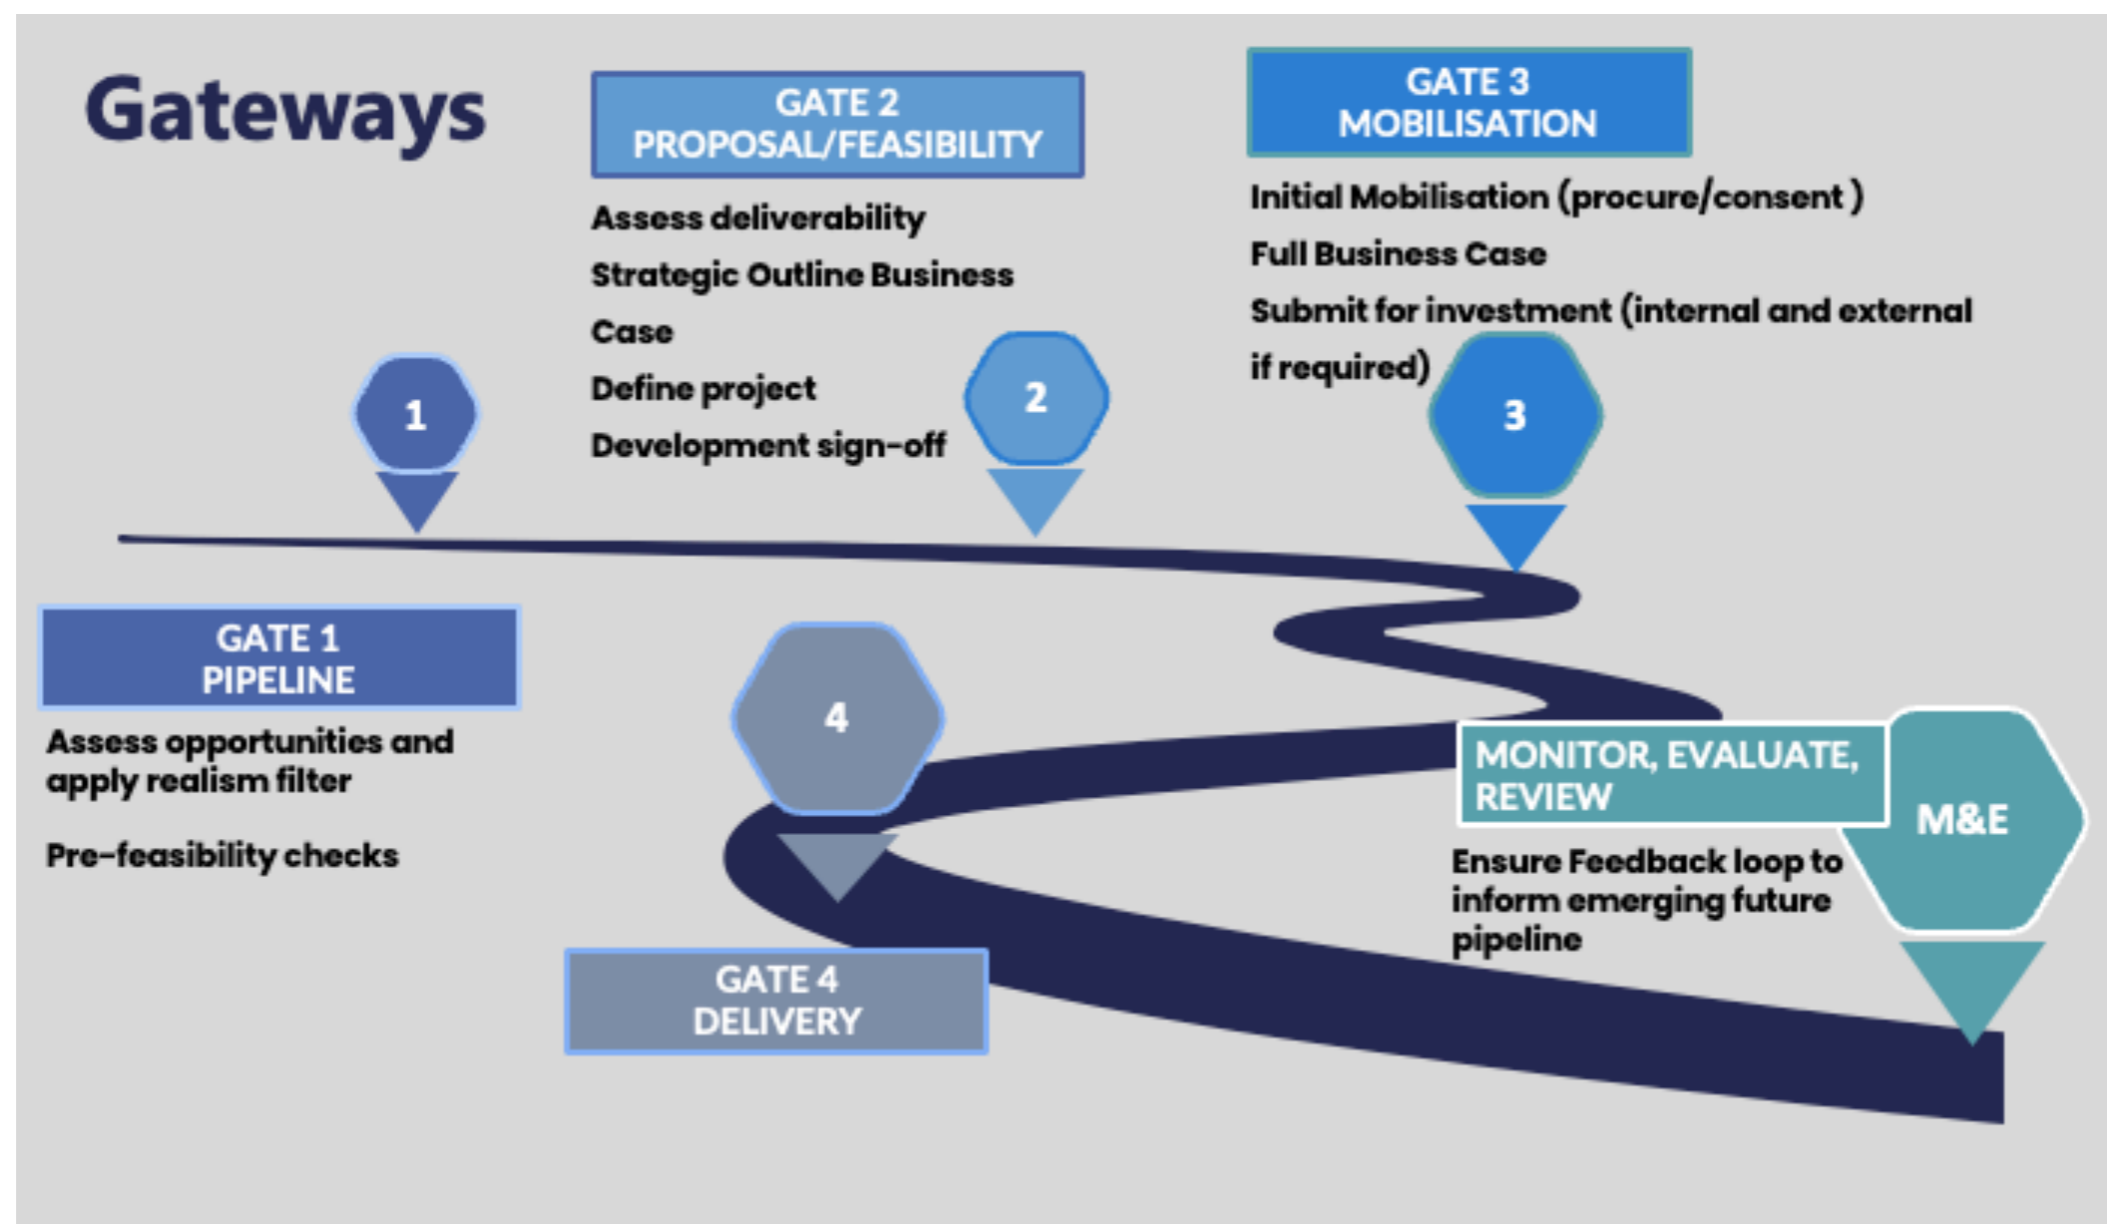 Gateways
GATE 2
PROPOSAL/FEASIBILITY
Assess deliverability
Strategic Outline Business
Case
Define project
Development sign-off
GATE 3
MOBILISATION
Initial Mobilisation (procure/consent )
Full Business Case
Submit for investment (internal and external
if required)
1
2
3
GATE 1
PIPELINE
Assess opportunities and
apply realism filter
Pre-feasibility checks
4
GATE 4
DELIVERY
MONITOR, EVALUATE,
REVIEW
M&E
Ensure Feedback loop to
inform emerging future
pipeline